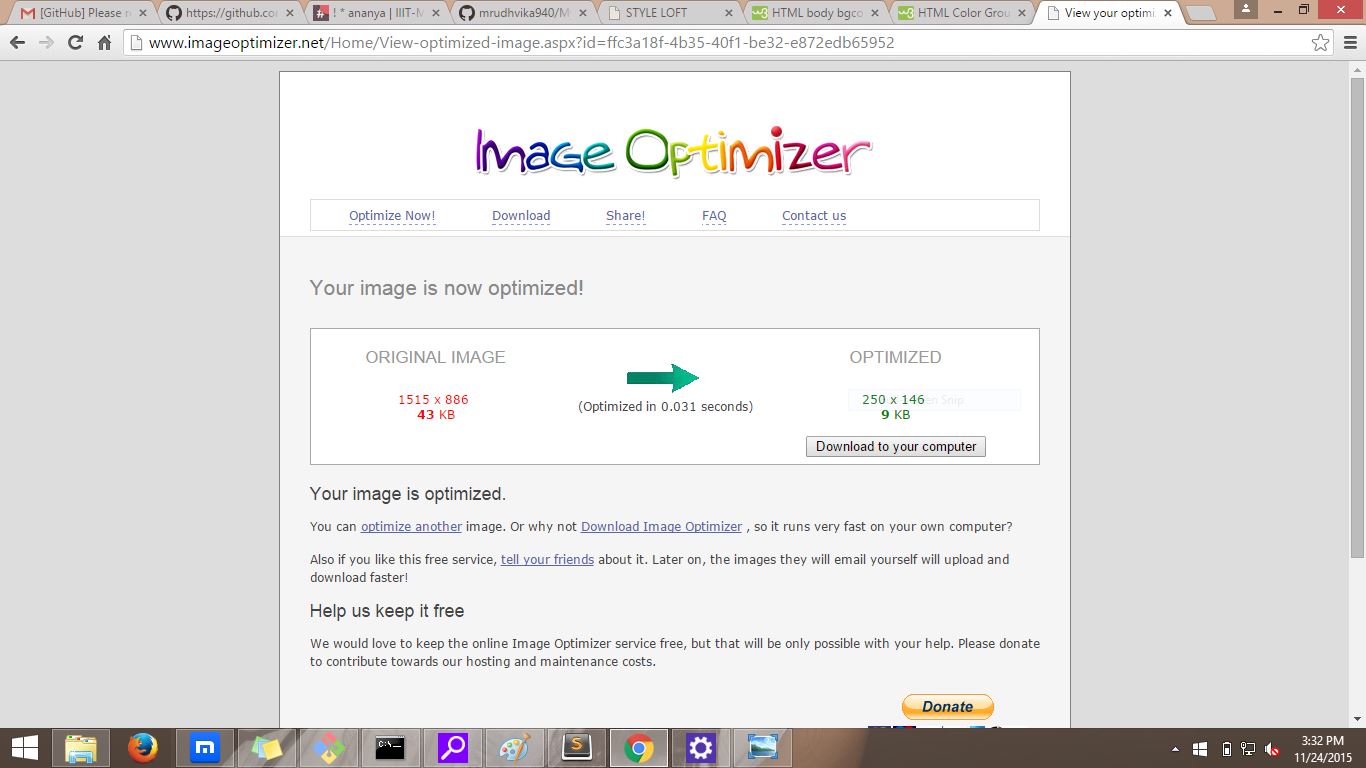 [GitHub] Please r
https://github.co
! * ananya | IIIT-M
mrudhvika940/M
STYLE LOFT
HTML body bgco
HTML Color Grou
View your optimi
www.imageoptimizer.net/Home/View-optimized-image.aspx?id=ffc3a18f-4b35-40f1-be32-e872edb65952
Image Optimizer
Optimize Now! Download Share! FAQ Contact us
Your image is now optimized!
ORIGINAL IMAGE OPTIMIZED
1515 x 886 250 x 146
43 KB (Optimized in 0.031 seconds) 9 KB
Download to your computer
Your image is optimized.
You can optimize another image. Or why not Download Image Optimizer , so it runs very fast on your own computer?
Also if you like this free service, tell your friends about it. Later on, the images they will email yourself will upload and
download faster!
Help us keep it free
We would love to keep the online Image Optimizer service free, but that will be only possible with your help. Please donate
to contribute towards our hosting and maintenance costs.
Donate
3:32 PM
11/24/2015